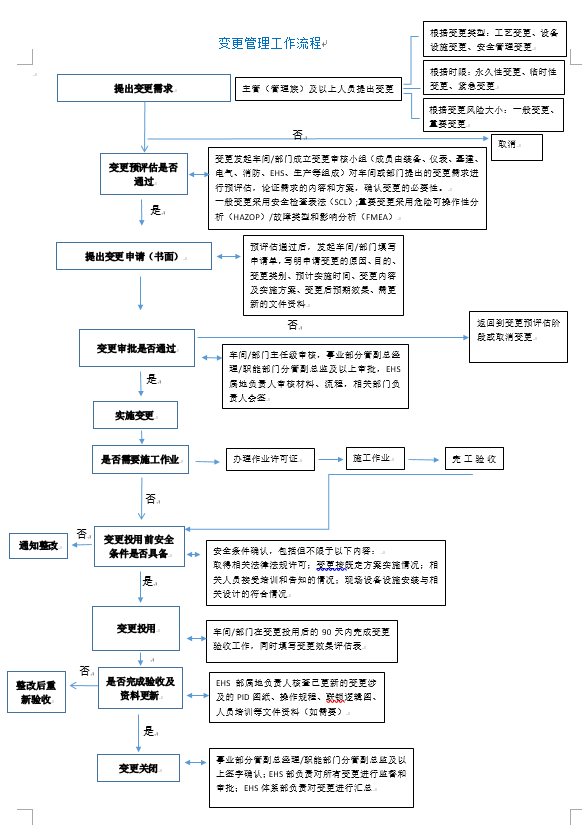 变更管理工作流程
根据变更类型：工艺变更、设备
设施变更、安全管理变更
提出变更需求
主管（管理族）及以上人员提出变更
根据时限：永久性变更、临时性
变更、紧急变更
根据变更风险大小：一般变更、
重要变更
否
取消
变更预评估是否
通过
变更发起车间/部门成立变更审核小组（成员由装备、仪表、基建、
电气、消防、EHS、生产等组成）对车间或部门提出的变更需求进
行预评估，论证需求的内容和方案，确认变更的必要性。
一般变更采用安全检查表法（SCL）;重要变更采用危险可操作性分
析（HAZOP）/故障类型和影响分析（FMEA）
是
提出变更申请（书面）
预评估通过后，发起车间/部门填写
申请单，写明申请变更的原因、目的、
变更类别、预计实施时间、变更内容
及实施方案、变更后预期效果、需更
新的文件资料
否
返回到变更预评估阶
段或取消变更
变更审批是否通过
车间/部门主任级审核，事业部分管副总经
理/职能部门分管副总监及以上审批，EHS
属地负责人审核材料、流程，相关部门负
责人会签
是
实施变更
是否需要施工作业
办理作业许可证
施工作业
完工验收
否
变更投用前安全
条件是否具备
否
通知整改
安全条件确认，包括但不限于以下内容：
取得相关法律法规许可；变更按既定方案实施情况；相
关人员接受培训和告知的情况；现场设备设施安装与相
关设计的符合情况
是
变更投用
车间/部门在变更投用后的 90 天内完成变更
验收工作，同时填写变更效果评估表
是
是否完成验收及
资料更新
否
整改后重
新验收
EHS 部属地负责人核查已更新的变更涉
及的 PID 图纸、操作规程、联锁逻辑图、
人员培训等文件资料（如需要）
是
变更关闭
事业部分管副总经理/职能部门分管副总监及以
上签字确认；EHS 部负责对所有变更进行监督和
审批；EHS 体系部负责对变更进行汇总